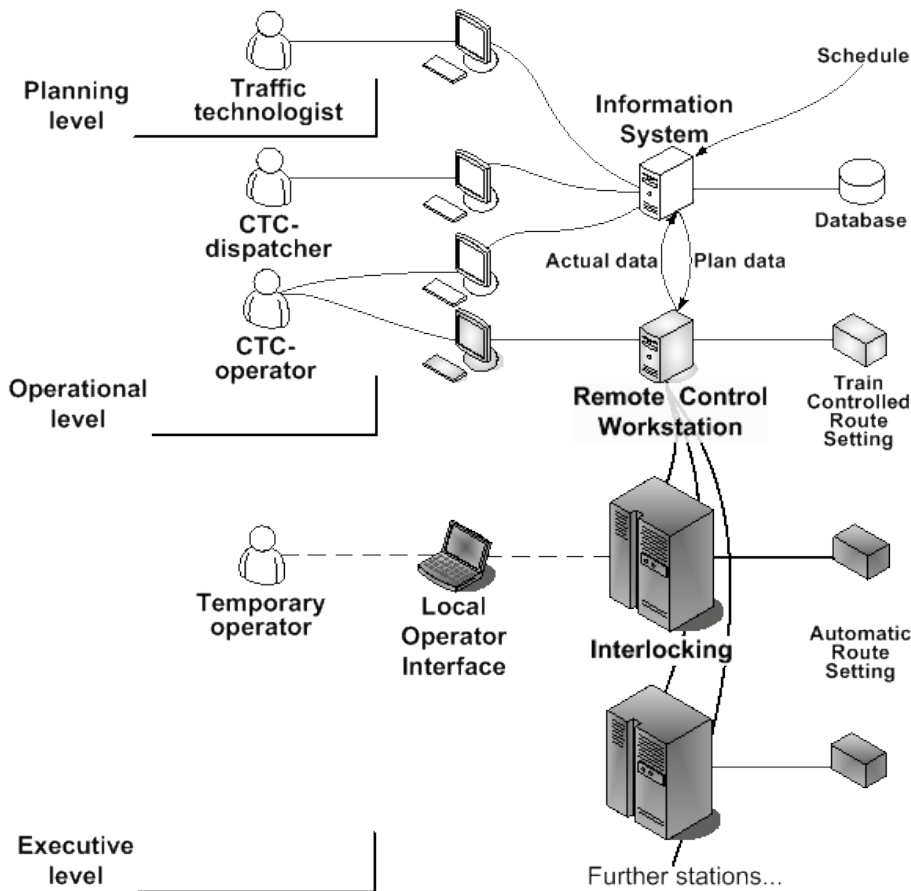 Schedule
Planning
level
Traffic
technologist
Information
System
CTC-
dispatcher
Database
Actual data
Plan data
CTC-
operator
Operational
level
Remote Control
Workstation
Train
Controlled
Route
Setting
Temporary
operator
Local
Operator
Interface
Interlocking
Automatic
Route
Setting
Executive
level
Further stations...